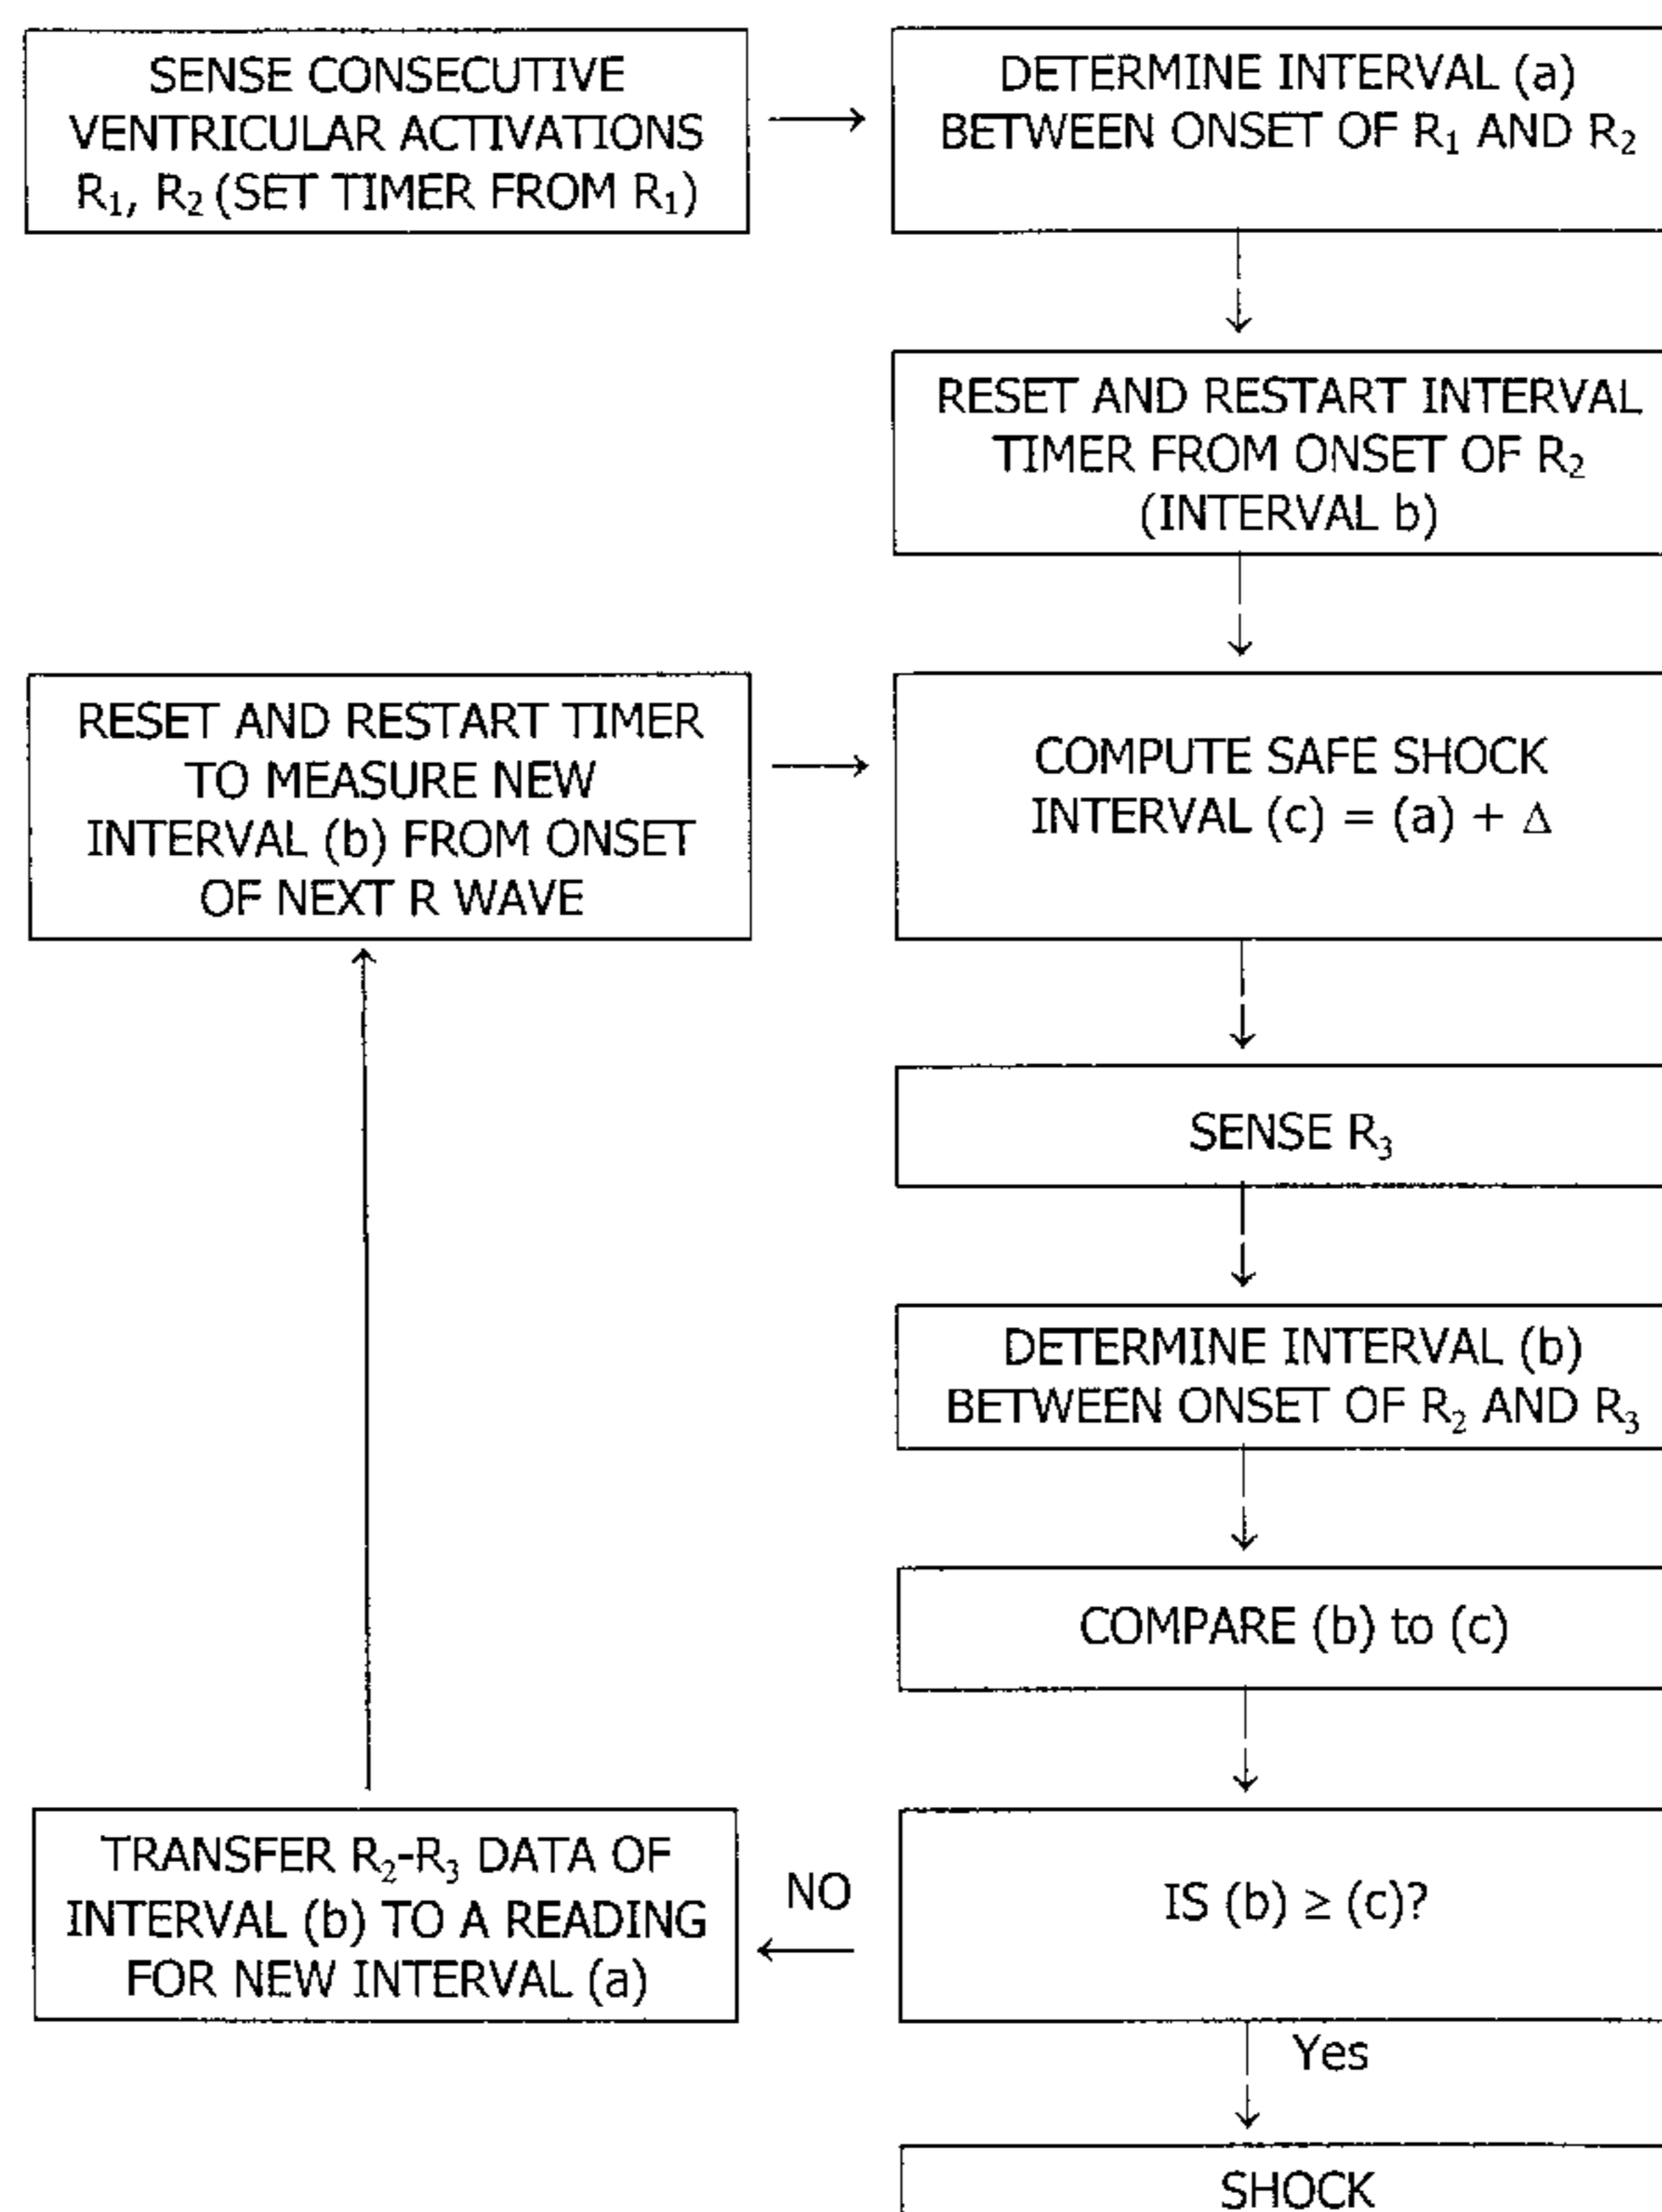 SENSE CONSECUTIVE
VENTRICULAR ACTIVATIONS
R₁, R₂ (SET TIMER FROM R₁)
DETERMINE INTERVAL (a)
BETWEEN ONSET OF R₁ AND R₂
RESET AND RESTART INTERVAL
TIMER FROM ONSET OF R₂
(INTERVAL b)
RESET AND RESTART TIMER
TO MEASURE NEW
INTERVAL (b) FROM ONSET
OF NEXT R WAVE
COMPUTE SAFE SHOCK
INTERVAL (c) = (a) + Δ
SENSE R₃
DETERMINE INTERVAL (b)
BETWEEN ONSET OF R₂ AND R₃
COMPARE (b) to (c)
TRANSFER R₂-R₃ DATA OF
INTERVAL (b) TO A READING
FOR NEW INTERVAL (a)
NO
IS (b) ≥ (c)?
Yes
SHOCK